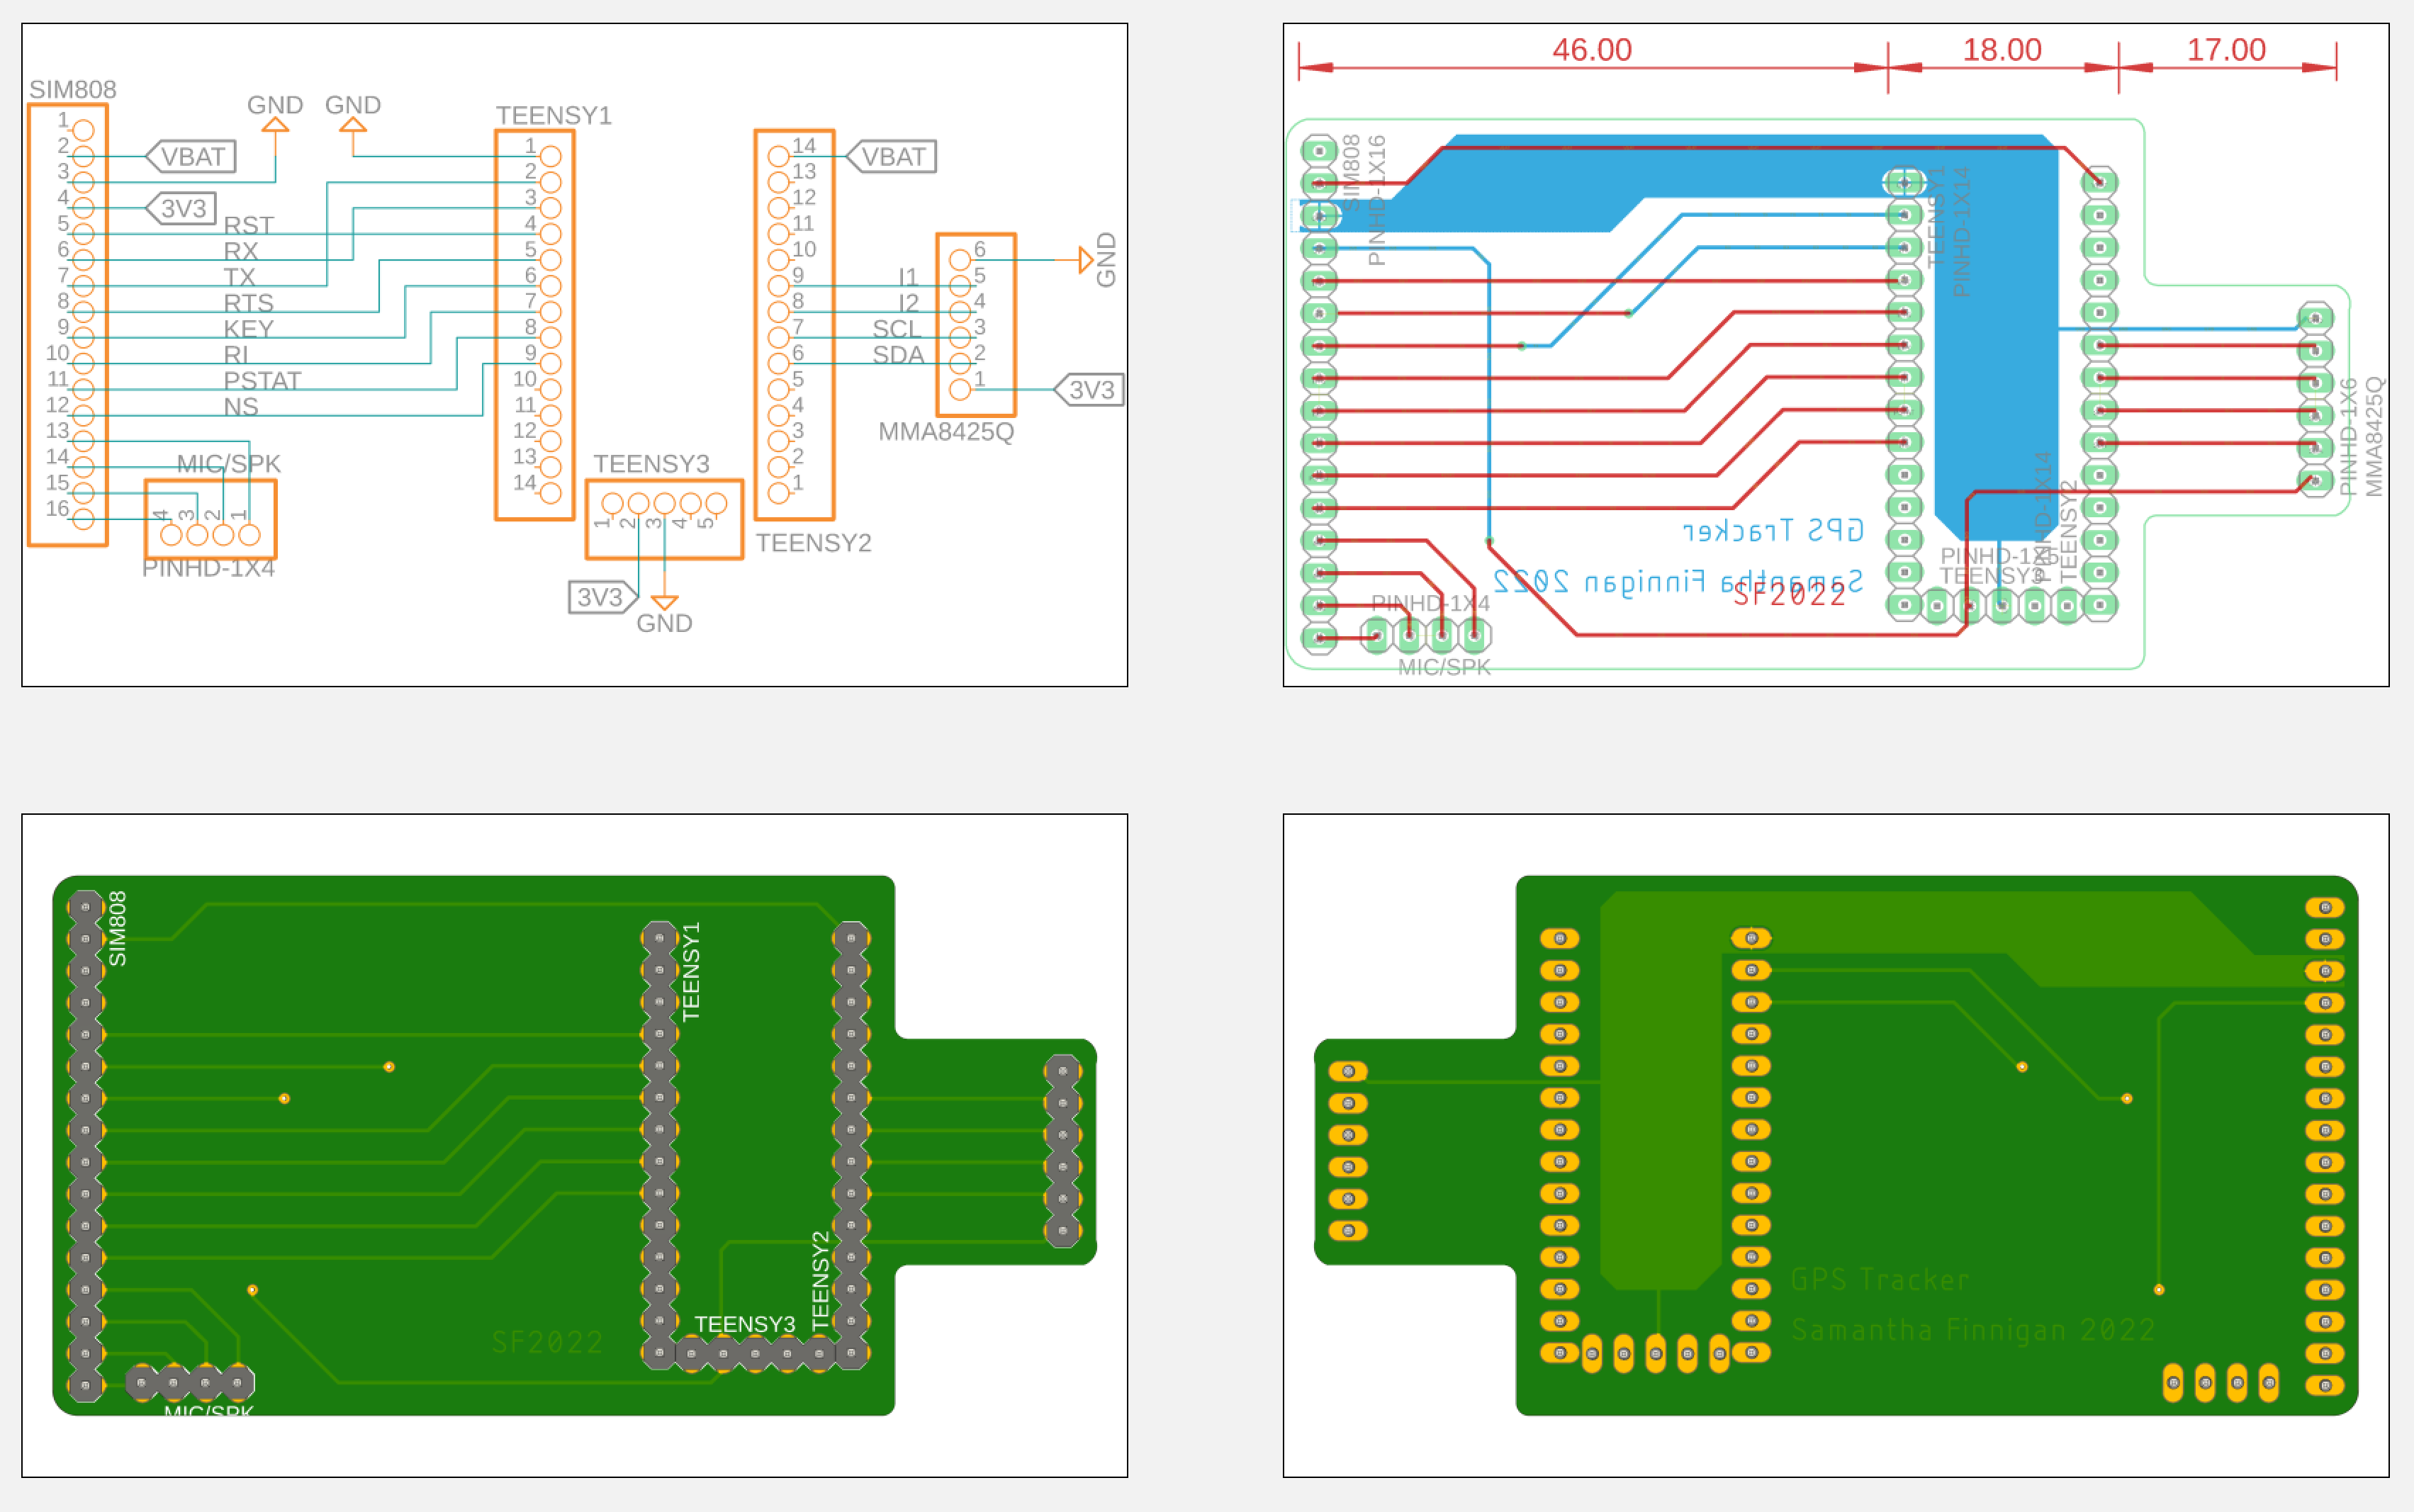 SIM808
1
2
3
4
5
6
7
8
9
10
11
12
13
14
15
16
VBAT
3V3
GND
GND
RST
RX
TX
RTS
KEY
RI
PSTAT
NS
MIC/SPK
4
3
2
1
PINHD-1X4
TEENSY1
1
2
3
4
5
6
7
8
9
10
11
12
13
14
TEENSY3
1
2
3
4
5
3V3
GND
14
13
12
11
10
9
8
7
6
5
4
3
2
1
TEENSY2
VBAT
I1
I2
SCL
SDA
6
5
4
3
2
1
MMA8425Q
GND
3V3
46.00
18.00
17.00
SIM808
PINHD-1X16
TEENSY1
PINHD-1X14
PINHD-1X14
TEENSY2
PINHD-1X5
TEENSY3
PINHD-1X6
MMA8425Q
GPS Tracker
Samantha Finnigan 2022
SF2022
PINHD-1X4
MIC/SPK
SIM808
TEENSY1
TEENSY2
TEENSY3
SF2022
MIC/SPK
GPS Tracker
Samantha Finnigan 2022